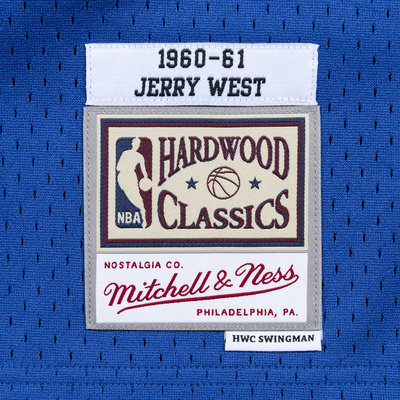 1960-61
JERRY WEST
HARDWOOD
CLASSICS
NBA
NOSTALGIA CO.
Mitchell & Ness
PHILADELPHIA, PA.
HWC SWINGMAN